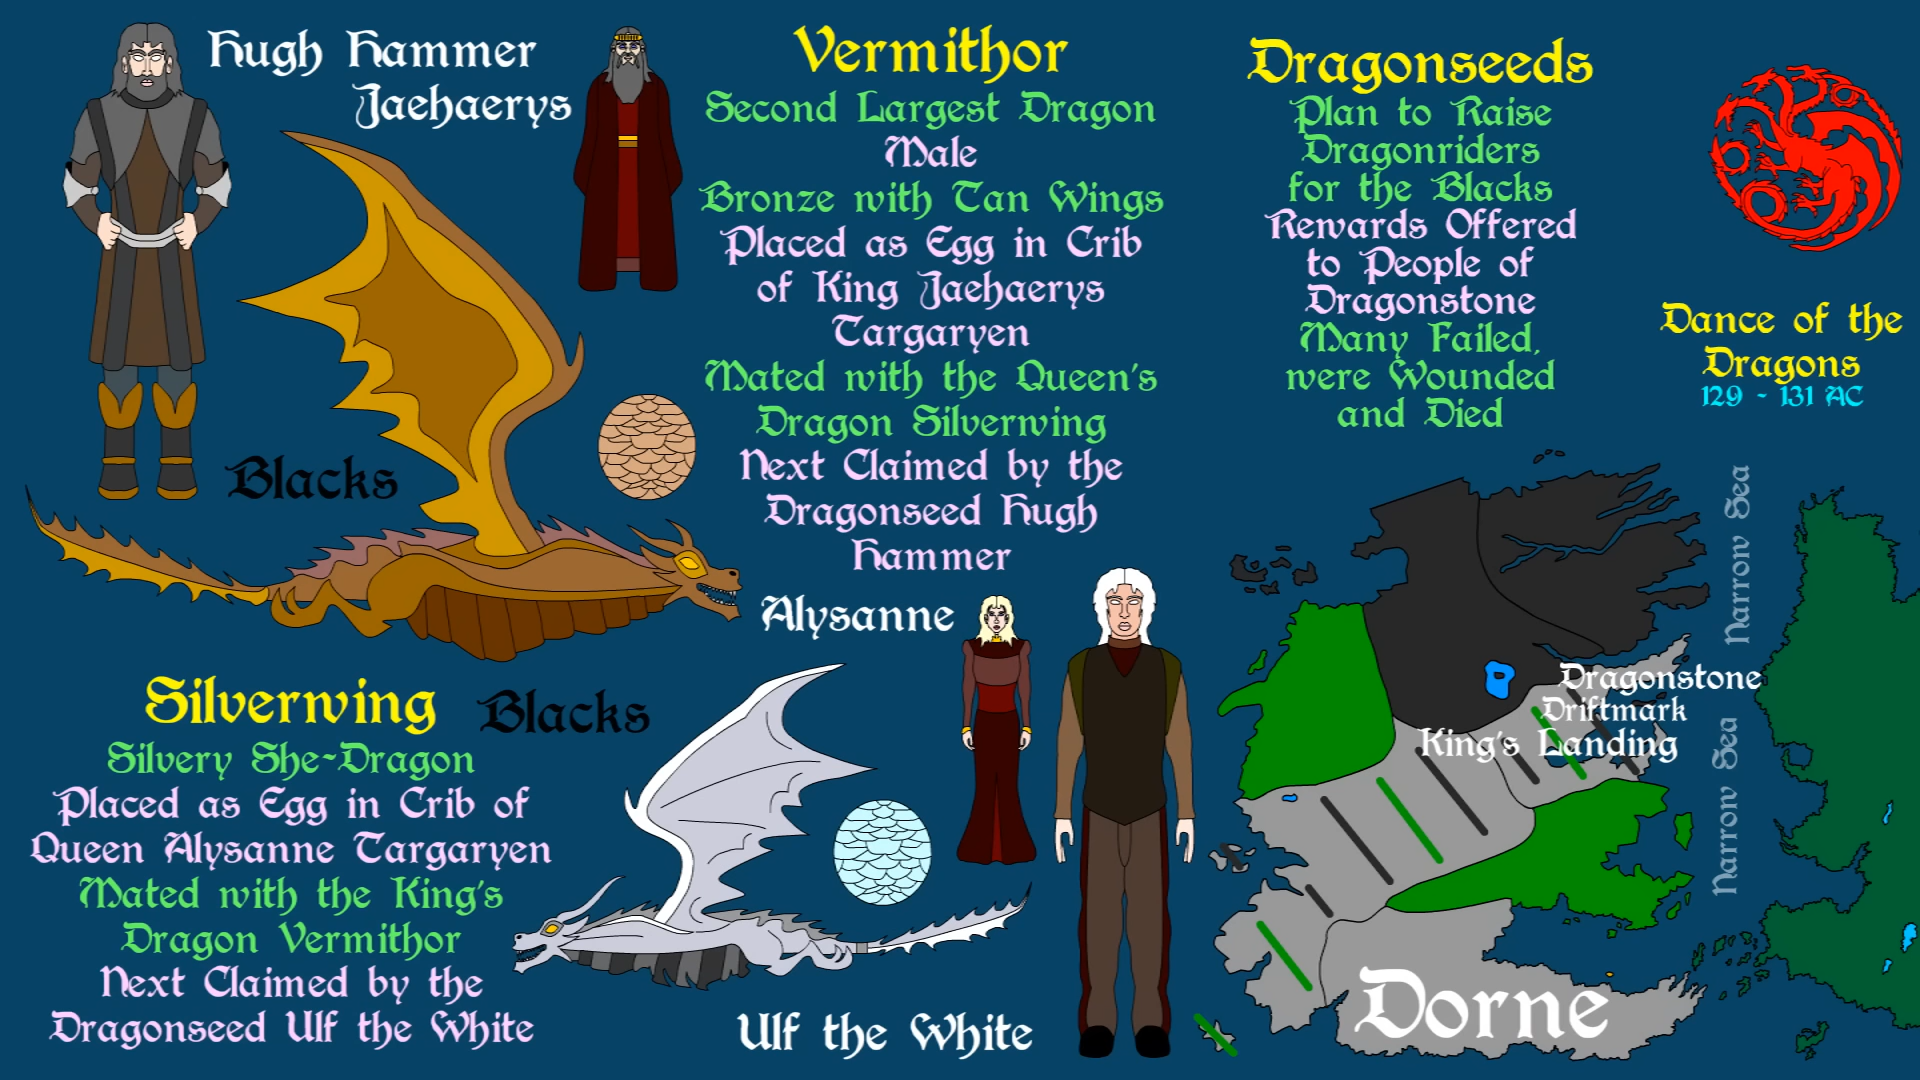 Hugh Hammer
Jaehaerys
Blacks
Vermithor
Second Largest Dragon
Male
Bronze with Tan Wings
Placed as Egg in Crib
of King Jaehaerys
Targaryen
Mated with the Queen's
Dragon Silverwing
Next Claimed by the
Dragonseed Hugh
Hammer
Dragonseeds
Plan to Raise
Dragonriders
for the Blacks
Rewards Offered
to People of
Dragonstone
Many Failed,
were Wounded
and Died
Dance of the
Dragons
129 - 131 AC
Silverwing
Blacks
Silvery She-Dragon
Placed as Egg in Crib of
Queen Alysanne Targaryen
Mated with the King's
Dragon Vermithor
Next Claimed by the
Dragonseed Ulf the White
Alysanne
Ulf the White
Narrow Sea
Dragonstone
Driftmark
King's Landing
Narrow Sea
Dorne